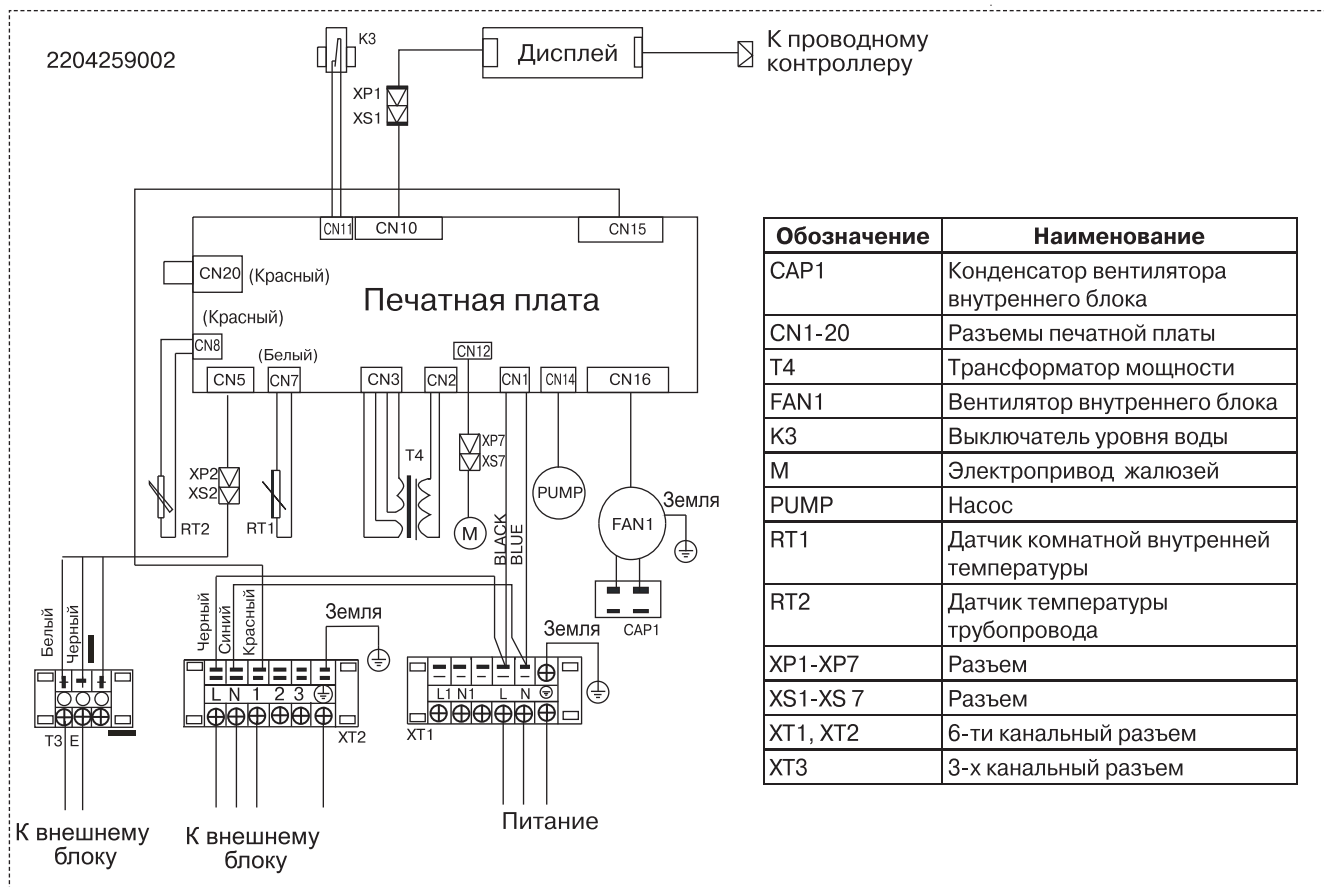 2204259002
K3
Дисплей
К проводному
контроллеру
XP1
XS1
CN11
CN10
CN15
CN20
(Красный)
Печатная плата
(Красный)
CN8
(Белый)
CN12
CN5
CN7
CN3
CN2
CN1
CN14
CN16
XP7
XS7
T4
XP2
XS2
RT2
RT1
M
BLACK
BLUE
PUMP
FAN1
Земля
CAP1
Белый
Черный
Черный
Синий
Красный
Земля
Земля
L N 1 2 3
L1 N1 L N
T3 E
XT2
XT1
К внешнему
блоку
К внешнему
блоку
Питание
Обозначение Наименование
CAP1 Конденсатор вентилятора
внутреннего блока
CN1-20 Разъемы печатной платы
T4 Трансформатор мощности
FAN1 Вентилятор внутреннего блока
K3 Выключатель уровня воды
M Электропривод жалюзей
PUMP Насос
RT1 Датчик комнатной внутренней
температуры
RT2 Датчик температуры
трубопровода
XP1-XP7 Разъем
XS1-XS 7 Разъем
XT1, XT2 6-ти канальный разъем
XT3 3-х канальный разъем